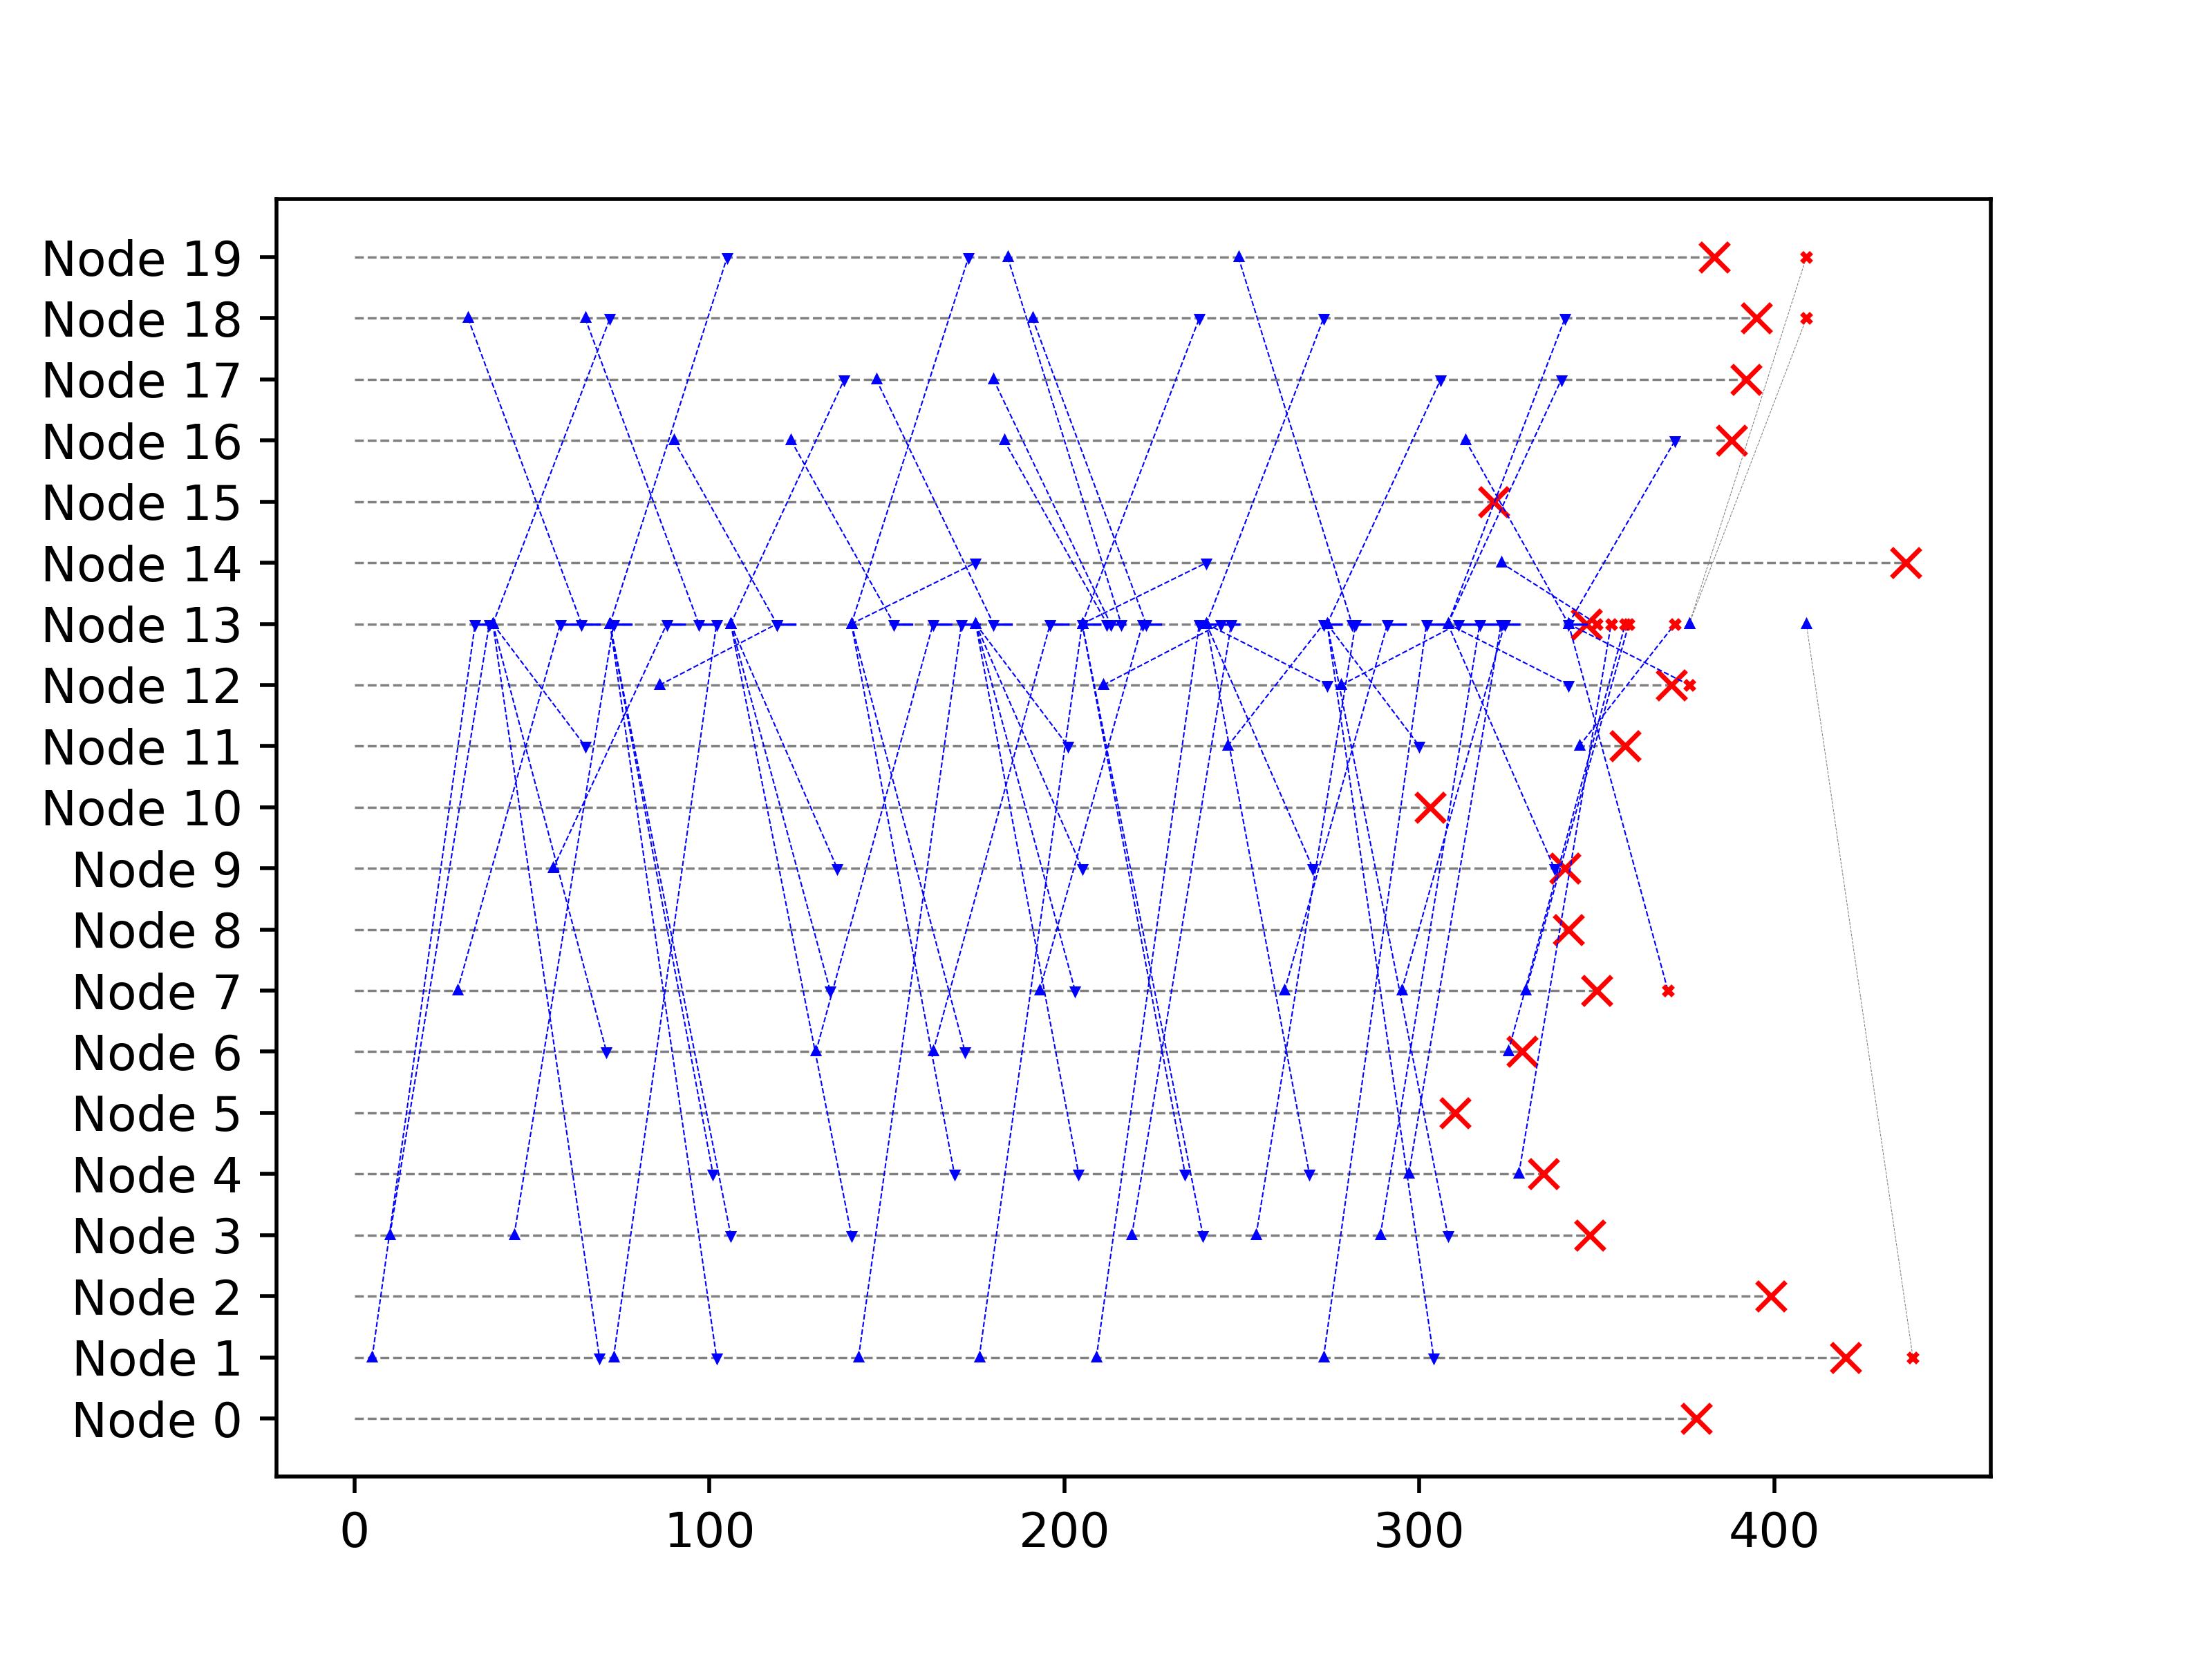 Node 19
Node 18
Node 17
Node 16
Node 15
Node 14
Node 13
Node 12
Node 11
Node 10
Node 9
Node 8
Node 7
Node 6
Node 5
Node 4
Node 3
Node 2
Node 1
Node 0
0 100 200 300 400